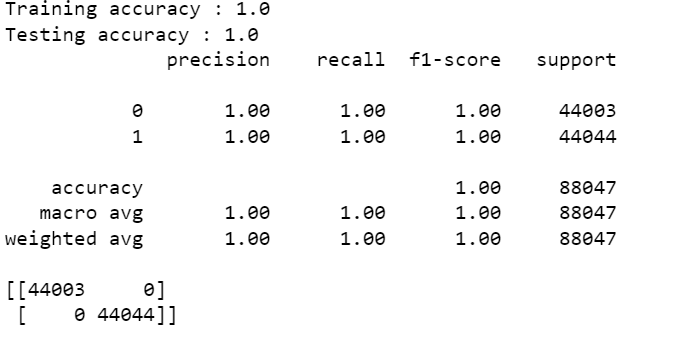 Training accuracy : 1.0
Testing accuracy : 1.0
precision recall f1-score support
0 1.00 1.00 1.00 44003
1 1.00 1.00 1.00 44044
accuracy 1.00 88047
macro avg 1.00 1.00 1.00 88047
weighted avg 1.00 1.00 1.00 88047
[[44003 0]
[ 0 44044]]